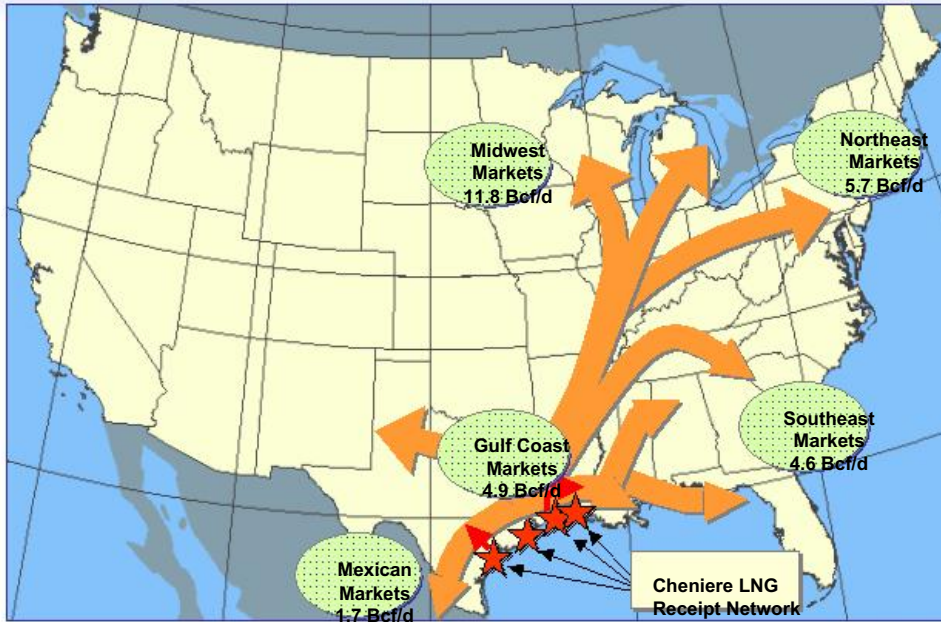 Midwest
Markets
11.8 Bcf/d
Northeast
Markets
5.7 Bcf/d
Gulf Coast
Markets
4.9 Bcf/d
Southeast
Markets
4.6 Bcf/d
Mexican
Markets
1.7 Bcf/d
Cheniere LNG
Receipt Network